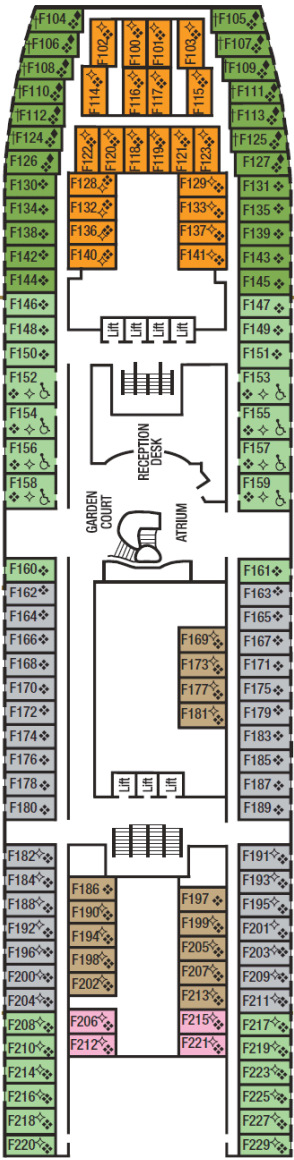 †F104
F102
F100
F101
F103
†F105
†F106
†F107
†F108
F114
F116
F117
F115
†F109
†F110
†F111
†F112
†F113
†F124
F122
F120
F118
F119
F121
F123
†F125
F126
F127
F130
F128
F129
F131
F134
F132
F133
F135
F138
F136
F137
F139
F142
F140
F141
F143
F144
F145
F146
F147
F148
Lift
Lift
Lift
Lift
F149
F150
F151
F152
F153
F154
F155
F156
F157
F158
F159
RECEPTION
DESK
GARDEN
COURT
ATRIUM
F160
F161
F162
F163
F164
F165
F166
F169
F167
F168
F173
F171
F170
F177
F175
F172
F181
F179
F174
F183
F176
F185
F178
Lift
Lift
Lift
F187
F180
F189
F182
F191
F184
F186
F193
F188
F190
F197
F195
F192
F194
F199
F201
F196
F198
F205
F203
F200
F202
F207
F209
F204
F213
F211
F208
F206
F215
F217
F210
F212
F221
F219
F214
F223
F216
F225
F218
F227
F220
F229